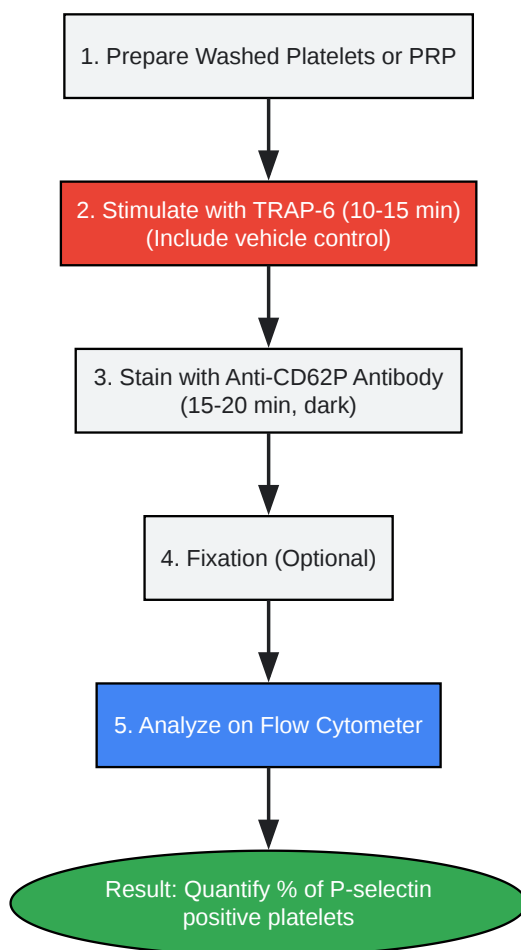 1. Prepare Washed Platelets or PRP
2. Stimulate with TRAP-6 (10-15 min)
(Include vehicle control)
3. Stain with Anti-CD62P Antibody
(15-20 min, dark)
4. Fixation (Optional)
5. Analyze on Flow Cytometer
Result: Quantify % of P-selectin
positive platelets